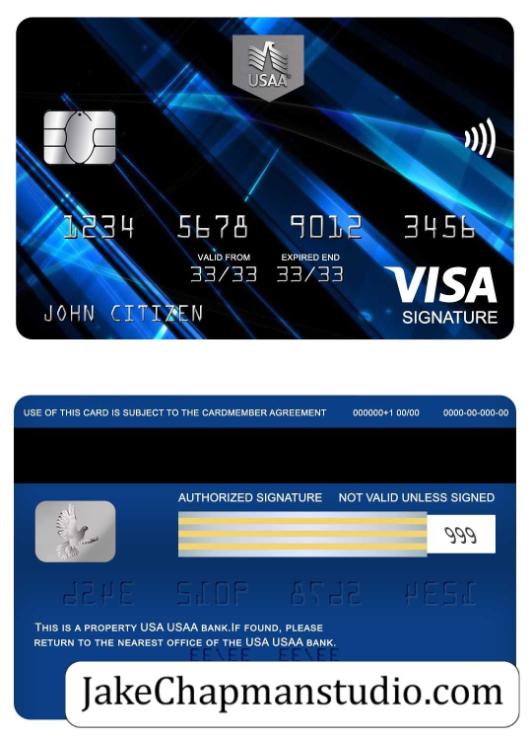 USAA
1234 5678 9012 3456
VALID FROM EXPIRED END
33/33 33/33
JOHN CITIZEN
VISA
SIGNATURE
USE OF THIS CARD IS SUBJECT TO THE CARDMEMBER AGREEMENT 000000+1 00/00 0000-00-000-00
AUTHORIZED SIGNATURE NOT VALID UNLESS SIGNED
999
THIS IS A PROPERTY USA USAA BANK.IF FOUND, PLEASE
RETURN TO THE NEAREST OFFICE OF THE USA USAA BANK.
JakeChapmanstudio.com